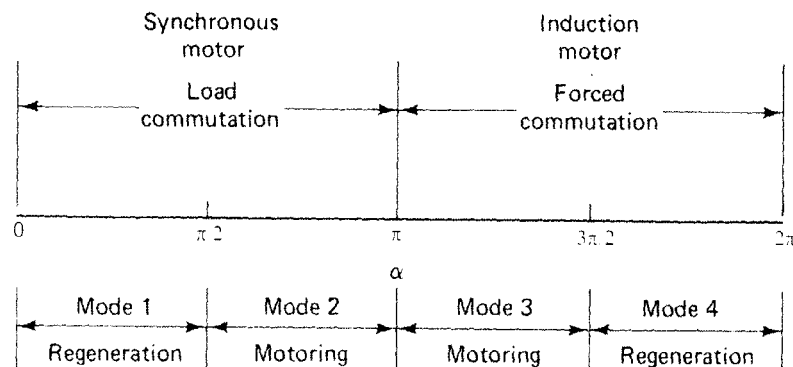 Synchronous
motor
Induction
motor
Load
commutation
Forced
commutation
0
π 2
π
3π. 2
2π
α
Mode 1
Mode 2
Mode 3
Mode 4
Regeneration
Motoring
Motoring
Regeneration